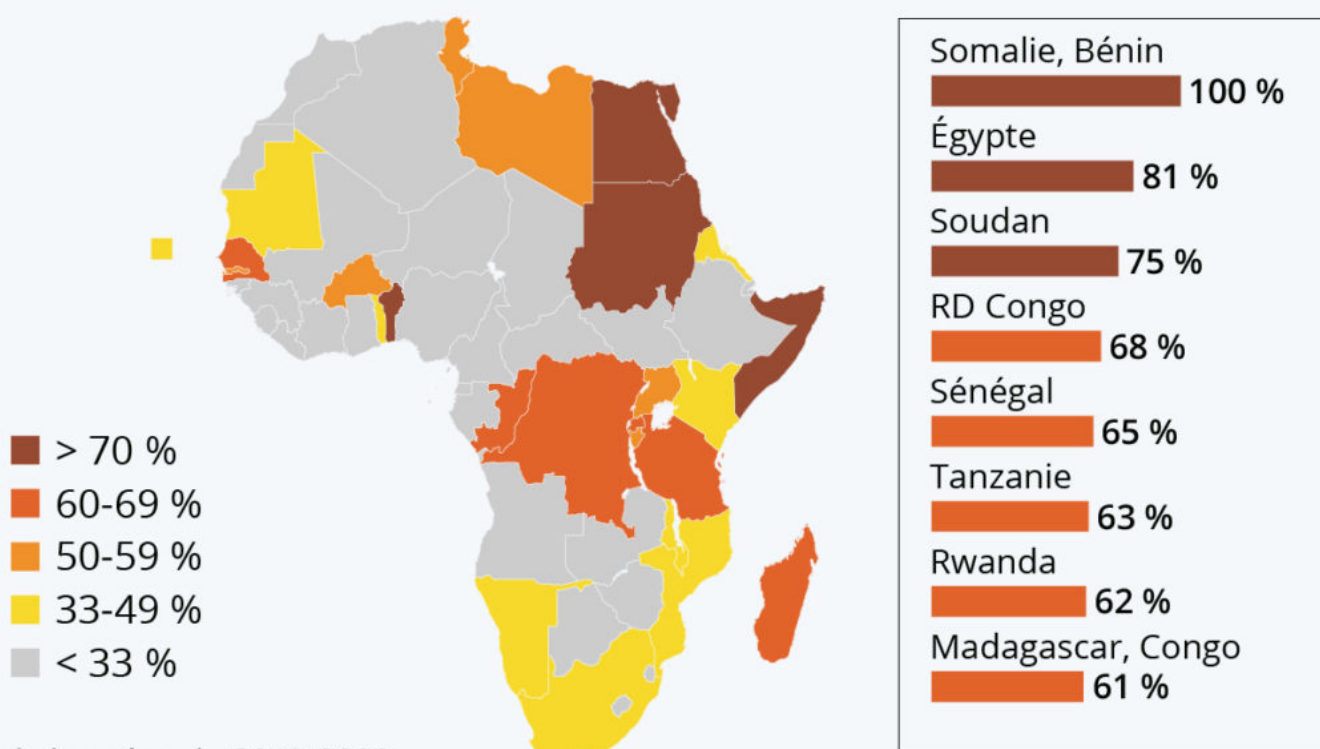 > 70 %
60-69 %
50-59 %
33-49 %
< 33 %
Somalie, Bénin
100 %
Égypte
81 %
Soudan
75 %
RD Congo
68 %
Sénégal
65 %
Tanzanie
63 %
Rwanda
62 %
Madagascar, Congo
61 %